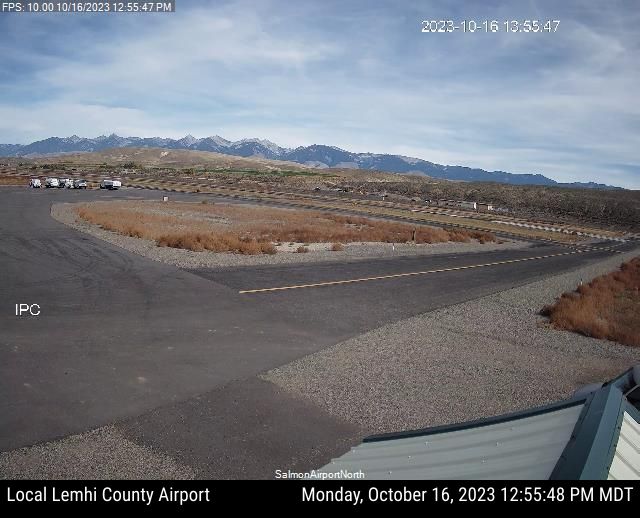 FPS: 10.00 10/16/2023 12:55:47 PM
2023-10-16 13:55:47
IPC
SalmonAirportNorth
Local Lemhi County Airport
Monday, October 16, 2023 12:55:48 PM MDT